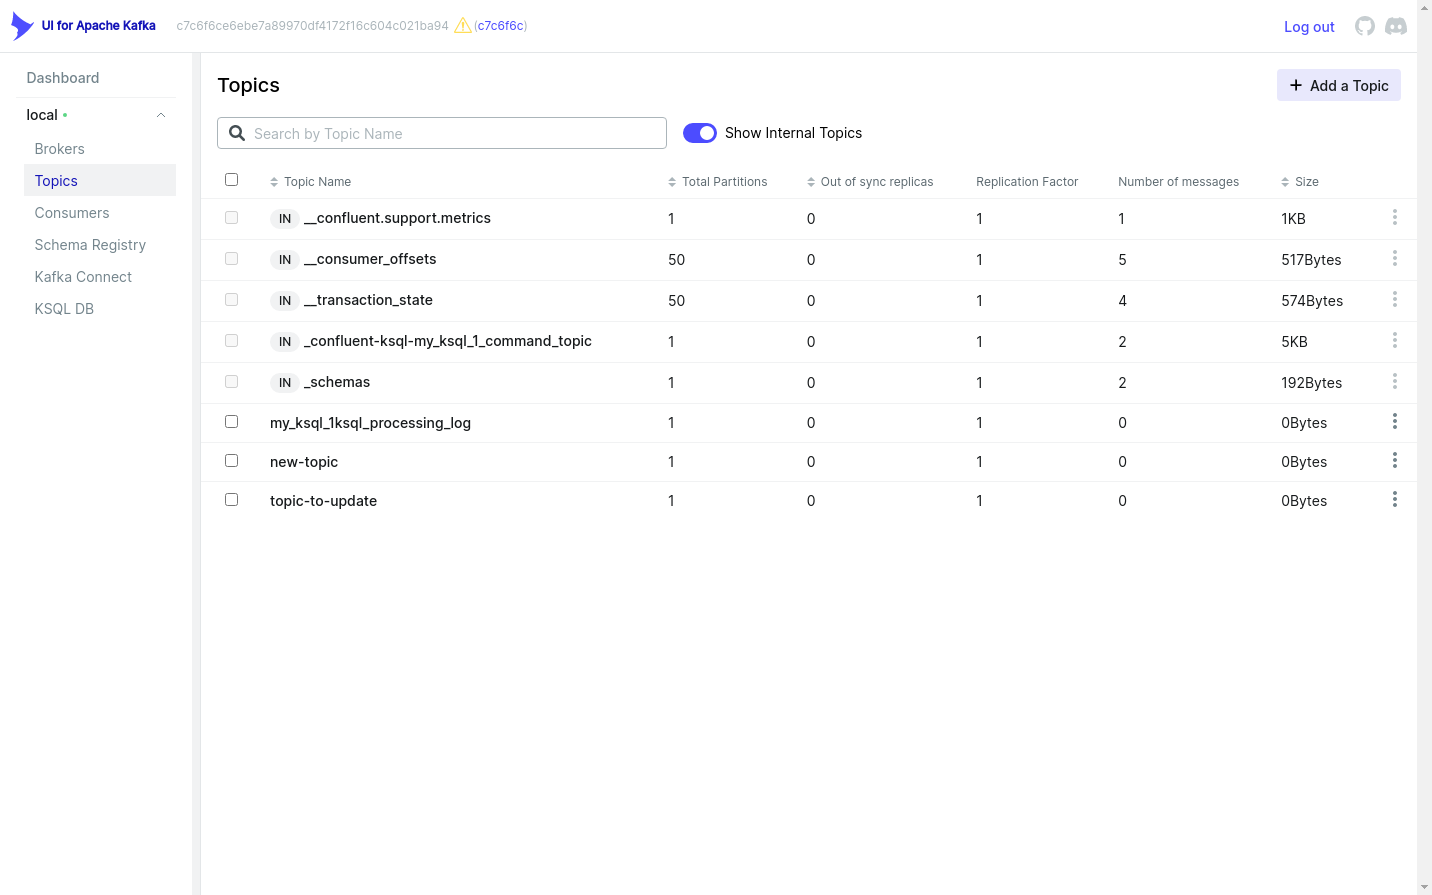 UI for Apache Kafka c7c6f6ce6ebe7a89970df4172f16c604c021ba94 (c7c6f6c) Log out
Dashboard
local
Brokers
Topics
Consumers
Schema Registry
Kafka Connect
KSQL DB
Topics
Add a Topic
Search by Topic Name Show Internal Topics
Topic Name Total Partitions Out of sync replicas Replication Factor Number of messages Size
IN __confluent.support.metrics 1 0 1 1 1KB
IN __consumer_offsets 50 0 1 5 517Bytes
IN __transaction_state 50 0 1 4 574Bytes
IN _confluent-ksql-my_ksql_1_command_topic 1 0 1 2 5KB
IN _schemas 1 0 1 2 192Bytes
my_ksql_1ksql_processing_log 1 0 1 0 0Bytes
new-topic 1 0 1 0 0Bytes
topic-to-update 1 0 1 0 0Bytes